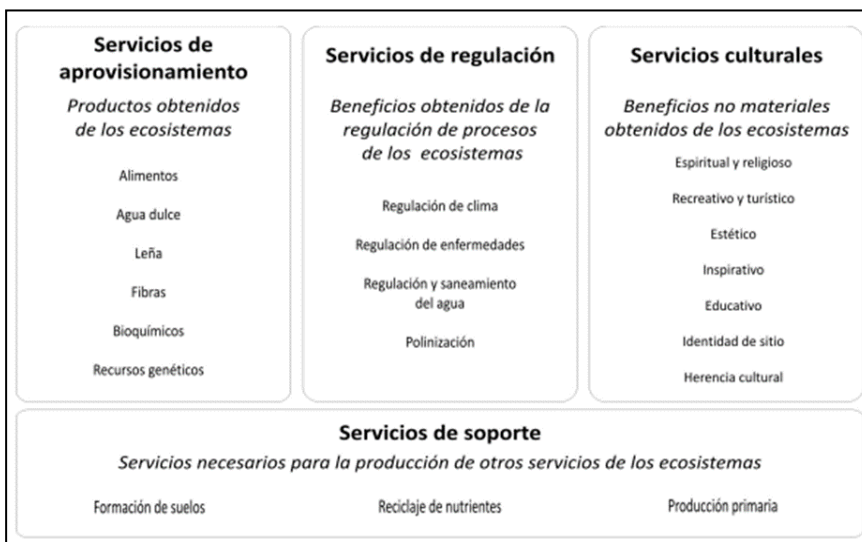 Servicios de
aprovisionamiento
Productos obtenidos
de los ecosistemas
Alimentos
Agua dulce
Leña
Fibras
Bioquímicos
Recursos genéticos
Servicios de regulación
Beneficios obtenidos de la
regulación de procesos
de los ecosistemas
Regulación de clima
Regulación de enfermedades
Regulación y saneamiento
del agua
Polinización
Servicios culturales
Beneficios no materiales
obtenidos de los ecosistemas
Espiritual y religioso
Recreativo y turístico
Estético
Inspirativo
Educativo
Identidad de sitio
Herencia cultural
Servicios de soporte
Servicios necesarios para la producción de otros servicios de los ecosistemas
Formación de suelos
Reciclaje de nutrientes
Producción primaria